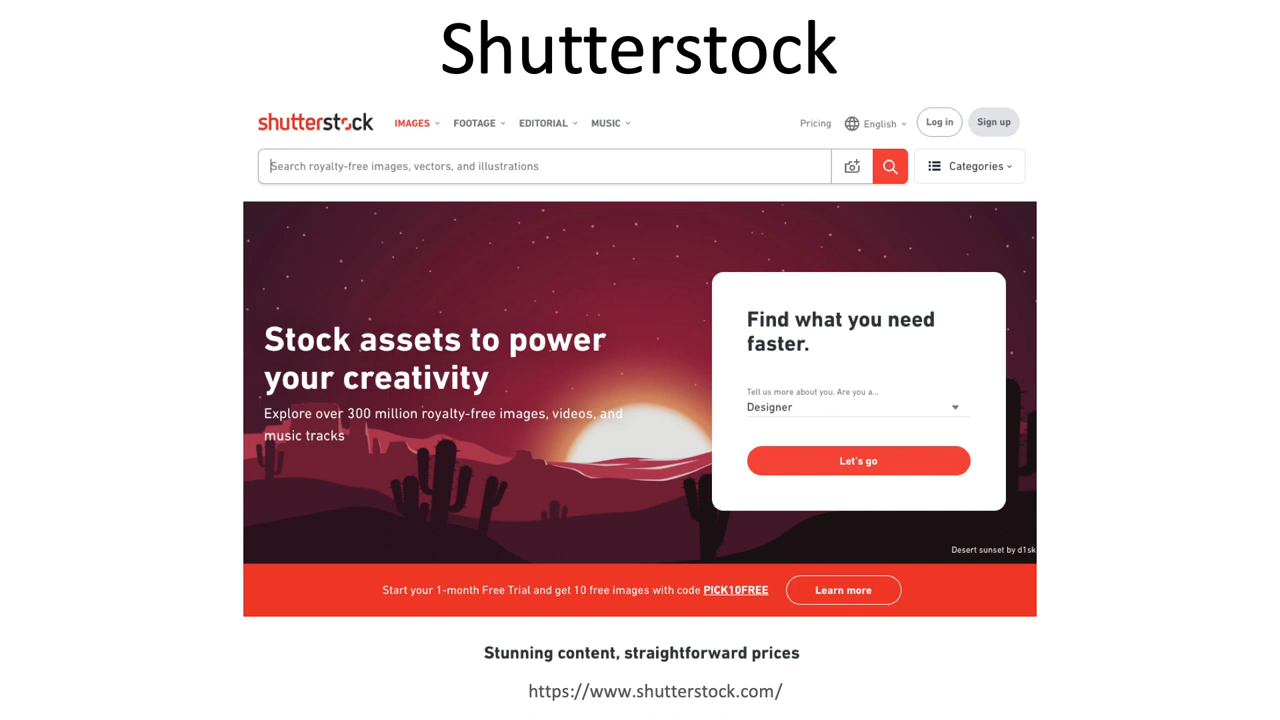 Shutterstock
shutterstock IMAGES FOOTAGE EDITORIAL MUSIC Pricing English Log in Sign up
Search royalty-free images, vectors, and illustrations Categories
Stock assets to power
your creativity
Explore over 300 million royalty-free images, videos, and
music tracks
Find what you need
faster.
Tell us more about you. Are you a...
Designer
Let's go
Desert sunset by d1sk
Start your 1-month Free Trial and get 10 free images with code PICK10FREE Learn more
Stunning content, straightforward prices
https://www.shutterstock.com/